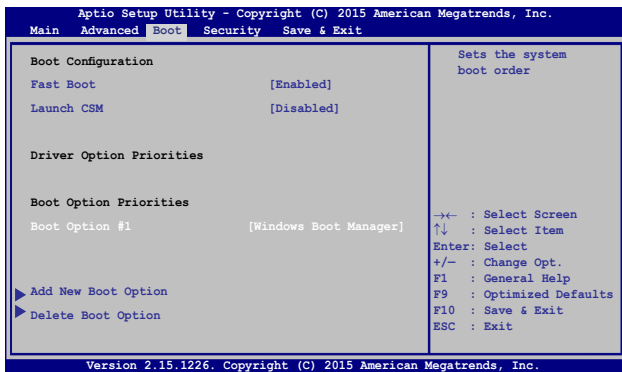 Aptio Setup Utility - Copyright (C) 2015 American Megatrends, Inc.
Main Advanced Boot Security Save & Exit
Boot Configuration
Fast Boot [Enabled]
Launch CSM [Disabled]
Driver Option Priorities
Boot Option Priorities
Boot Option #1 [Windows Boot Manager]
Add New Boot Option
Delete Boot Option
Sets the system
boot order
→← : Select Screen
↑↓ : Select Item
Enter: Select
+/— : Change Opt.
F1 : General Help
F9 : Optimized Defaults
F10 : Save & Exit
ESC : Exit
Version 2.15.1226. Copyright (C) 2015 American Megatrends, Inc.